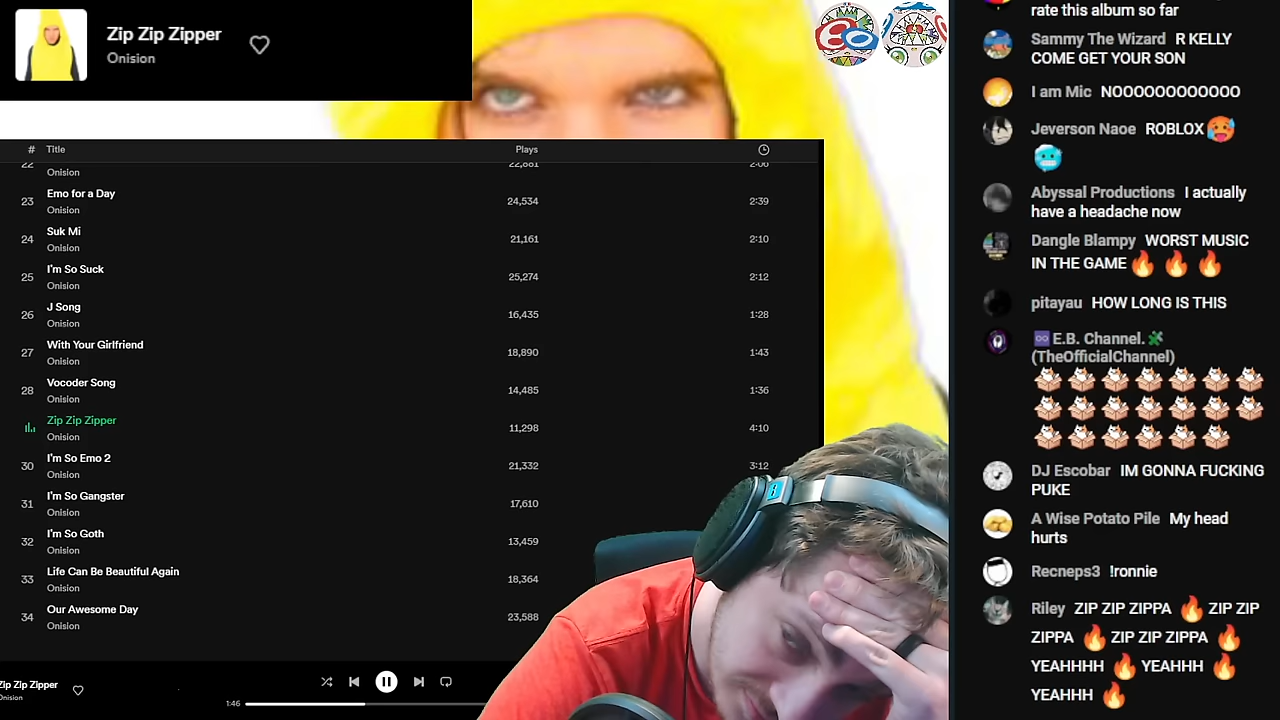 Zip Zip Zipper
Onision
# Title Plays
22 22,881 2:06
Onision
23 Emo for a Day 24,534 2:39
Onision
24 Suk Mi 21,161 2:10
Onision
25 I'm So Suck 25,274 2:12
Onision
26 J Song 16,435 1:28
Onision
27 With Your Girlfriend 18,890 1:43
Onision
28 Vocoder Song 14,485 1:36
Onision
Zip Zip Zipper 11,298 4:10
Onision
30 I'm So Emo 2 21,332 3:12
Onision
31 I'm So Gangster 17,610
Onision
32 I'm So Goth 13,459
Onision
33 Life Can Be Beautiful Again 18,364
Onision
34 Our Awesome Day 23,588
Onision
Zip Zip Zipper
Onision
1:46
rate this album so far
Sammy The Wizard R KELLY
COME GET YOUR SON
I am Mic NOOOOOOOOOOOO
Jeverson Naoe ROBLOX🥵
🥶
Abyssal Productions I actually
have a headache now
Dangle Blampy WORST MUSIC
IN THE GAME 🔥 🔥 🔥
pitayau HOW LONG IS THIS
♾️E.B. Channel.🧩
(TheOfficialChannel)
DJ Escobar IM GONNA FUCKING
PUKE
A Wise Potato Pile My head
hurts
Recneps3 !ronnie
Riley ZIP ZIP ZIPPA 🔥 ZIP ZIP
ZIPPA 🔥 ZIP ZIP ZIPPA 🔥
YEAHHHH 🔥 YEAHHH 🔥
YEAHHH 🔥